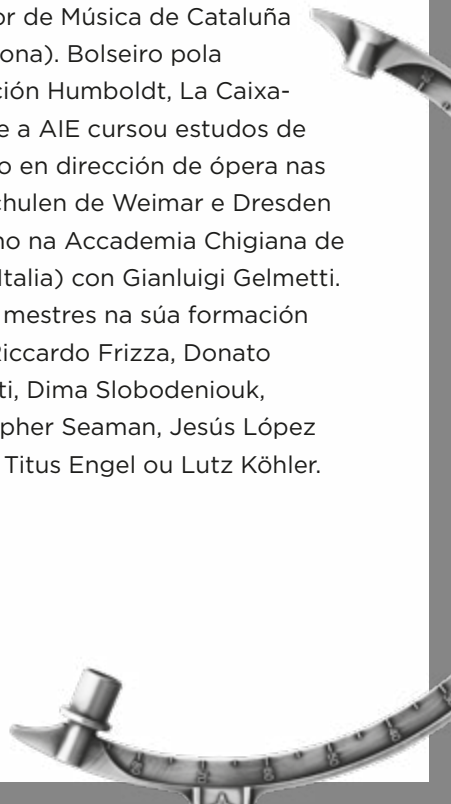 or de Música de Cataluña
ona). Bolseiro pola
ción Humboldt, La Caixa-
e a AIE cursou estudos de
o en dirección de ópera nas
chulen de Weimar e Dresden
no na Accademia Chigiana de
Italia) con Gianluigi Gelmetti.
mestres na súa formación
Riccardo Frizza, Donato
ti, Dima Slobodeniouk,
pher Seaman, Jesús López
Titus Engel ou Lutz Köhler.